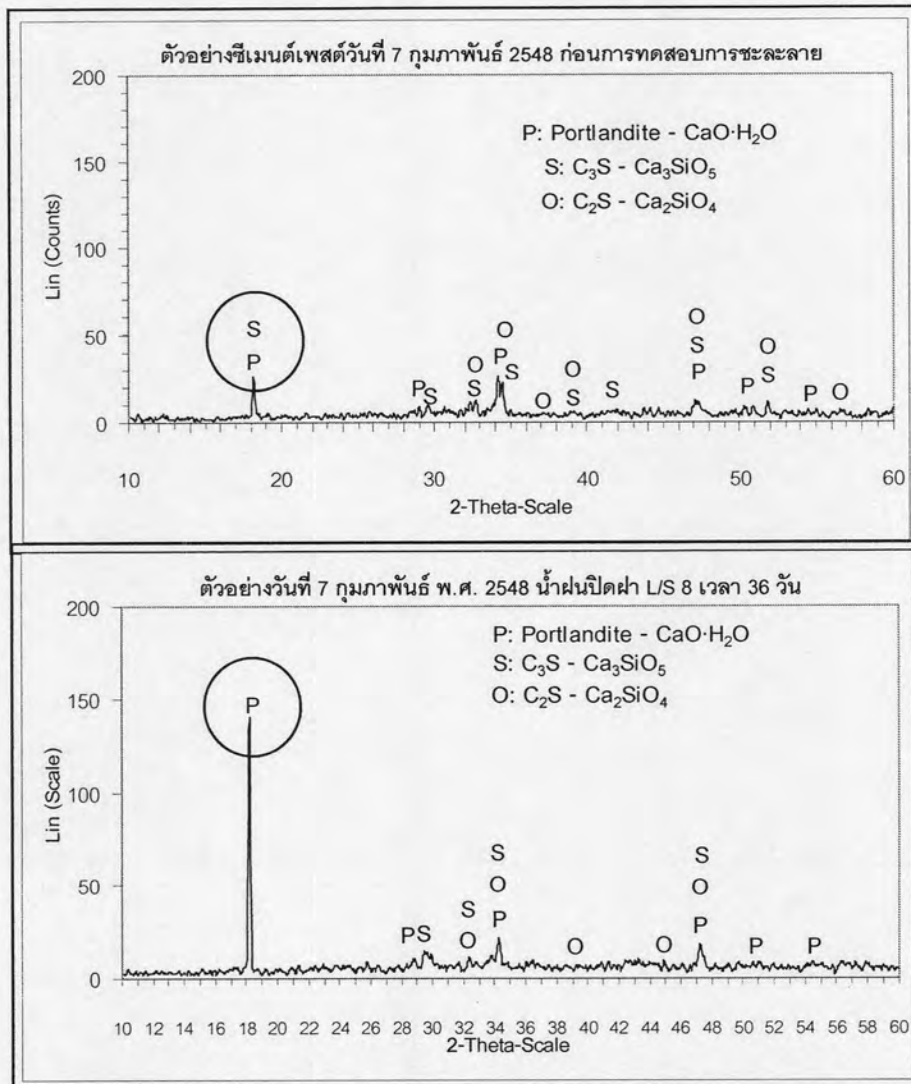 ตัวอย่างซีเมนต์เพสต์วันที่ 7 กุมภาพันธ์ 2548 ก่อนการทดสอบการชะละลาย
200
150
100
50
0
Lin (Counts)
P: Portlandite - CaO·H₂O
S: C₃S - Ca₃SiO₅
O: C₂S - Ca₂SiO₄
S
P
P
S
O
S
O
P
S
O
O
S
S
O
S
P
P
O
S
P
O
10 20 30 40 50 60
2-Theta-Scale
ตัวอย่างวันที่ 7 กุมภาพันธ์ พ.ศ. 2548 น้ำฝนปิดฝา L/S 8 เวลา 36 วัน
200
150
100
50
0
Lin (Scale)
P: Portlandite - CaO·H₂O
S: C₃S - Ca₃SiO₅
O: C₂S - Ca₂SiO₄
P
P
S
S
O
S
O
P
O
O
S
O
P
P
P
10 12 14 16 18 20 22 24 26 28 30 32 34 36 38 40 42 44 46 48 50 52 54 56 58 60
2-Theta-Scale